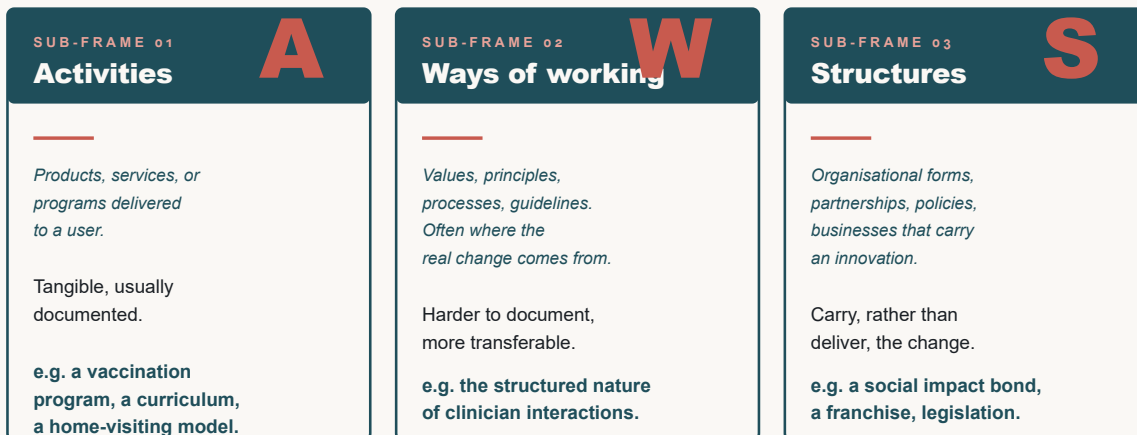 SUB-FRAME 01
Activities
A
Products, services, or
programs delivered
to a user.
Tangible, usually
documented.
e.g. a vaccination
program, a curriculum,
a home-visiting model.
SUB-FRAME 02
Ways of working
W
Values, principles,
processes, guidelines.
Often where the
real change comes from.
Harder to document,
more transferable.
e.g. the structured nature
of clinician interactions.
SUB-FRAME 03
Structures
S
Organisational forms,
partnerships, policies,
businesses that carry
an innovation.
Carry, rather than
deliver, the change.
e.g. a social impact bond,
a franchise, legislation.